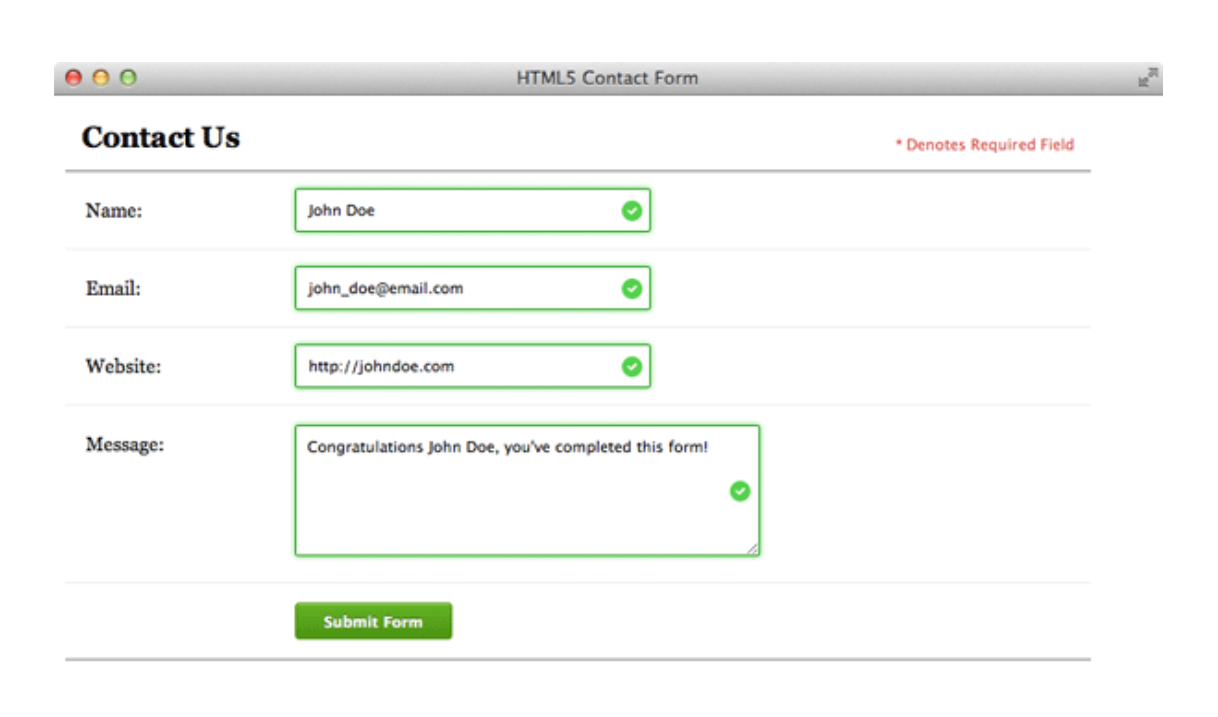 HTML5 Contact Form
Contact Us
* Denotes Required Field
Name:
John Doe
Email:
john_doe@email.com
Website:
http://johndoe.com
Message:
Congratulations John Doe, you've completed this form!
Submit Form